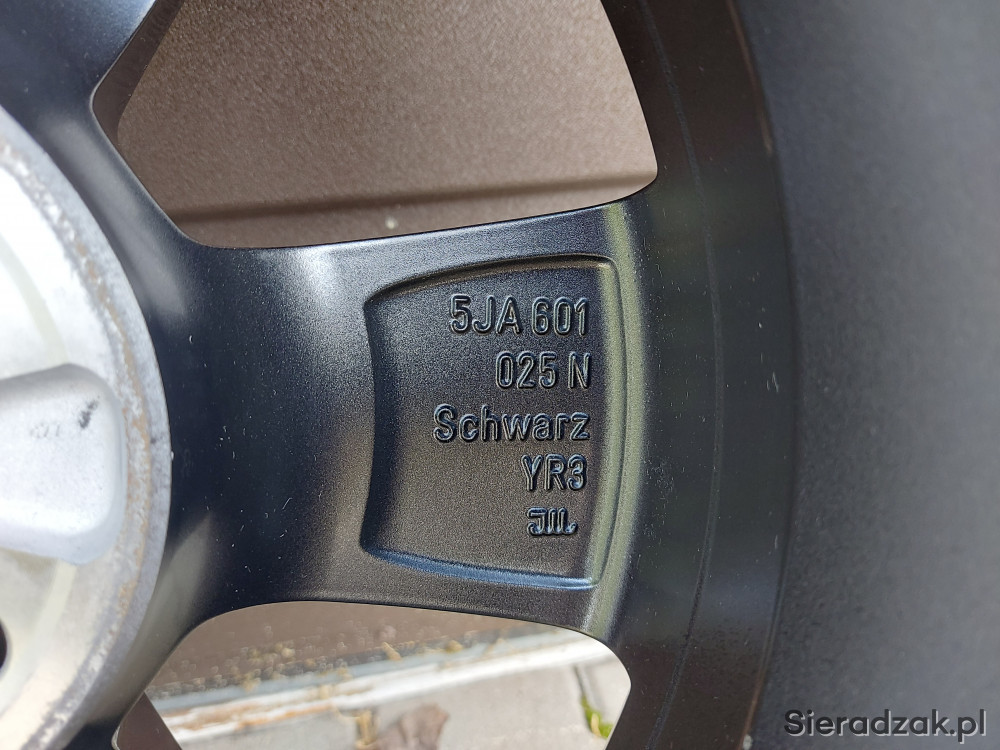 5JA 601
025 N
Schwarz
YR3
Sieradzak.pl